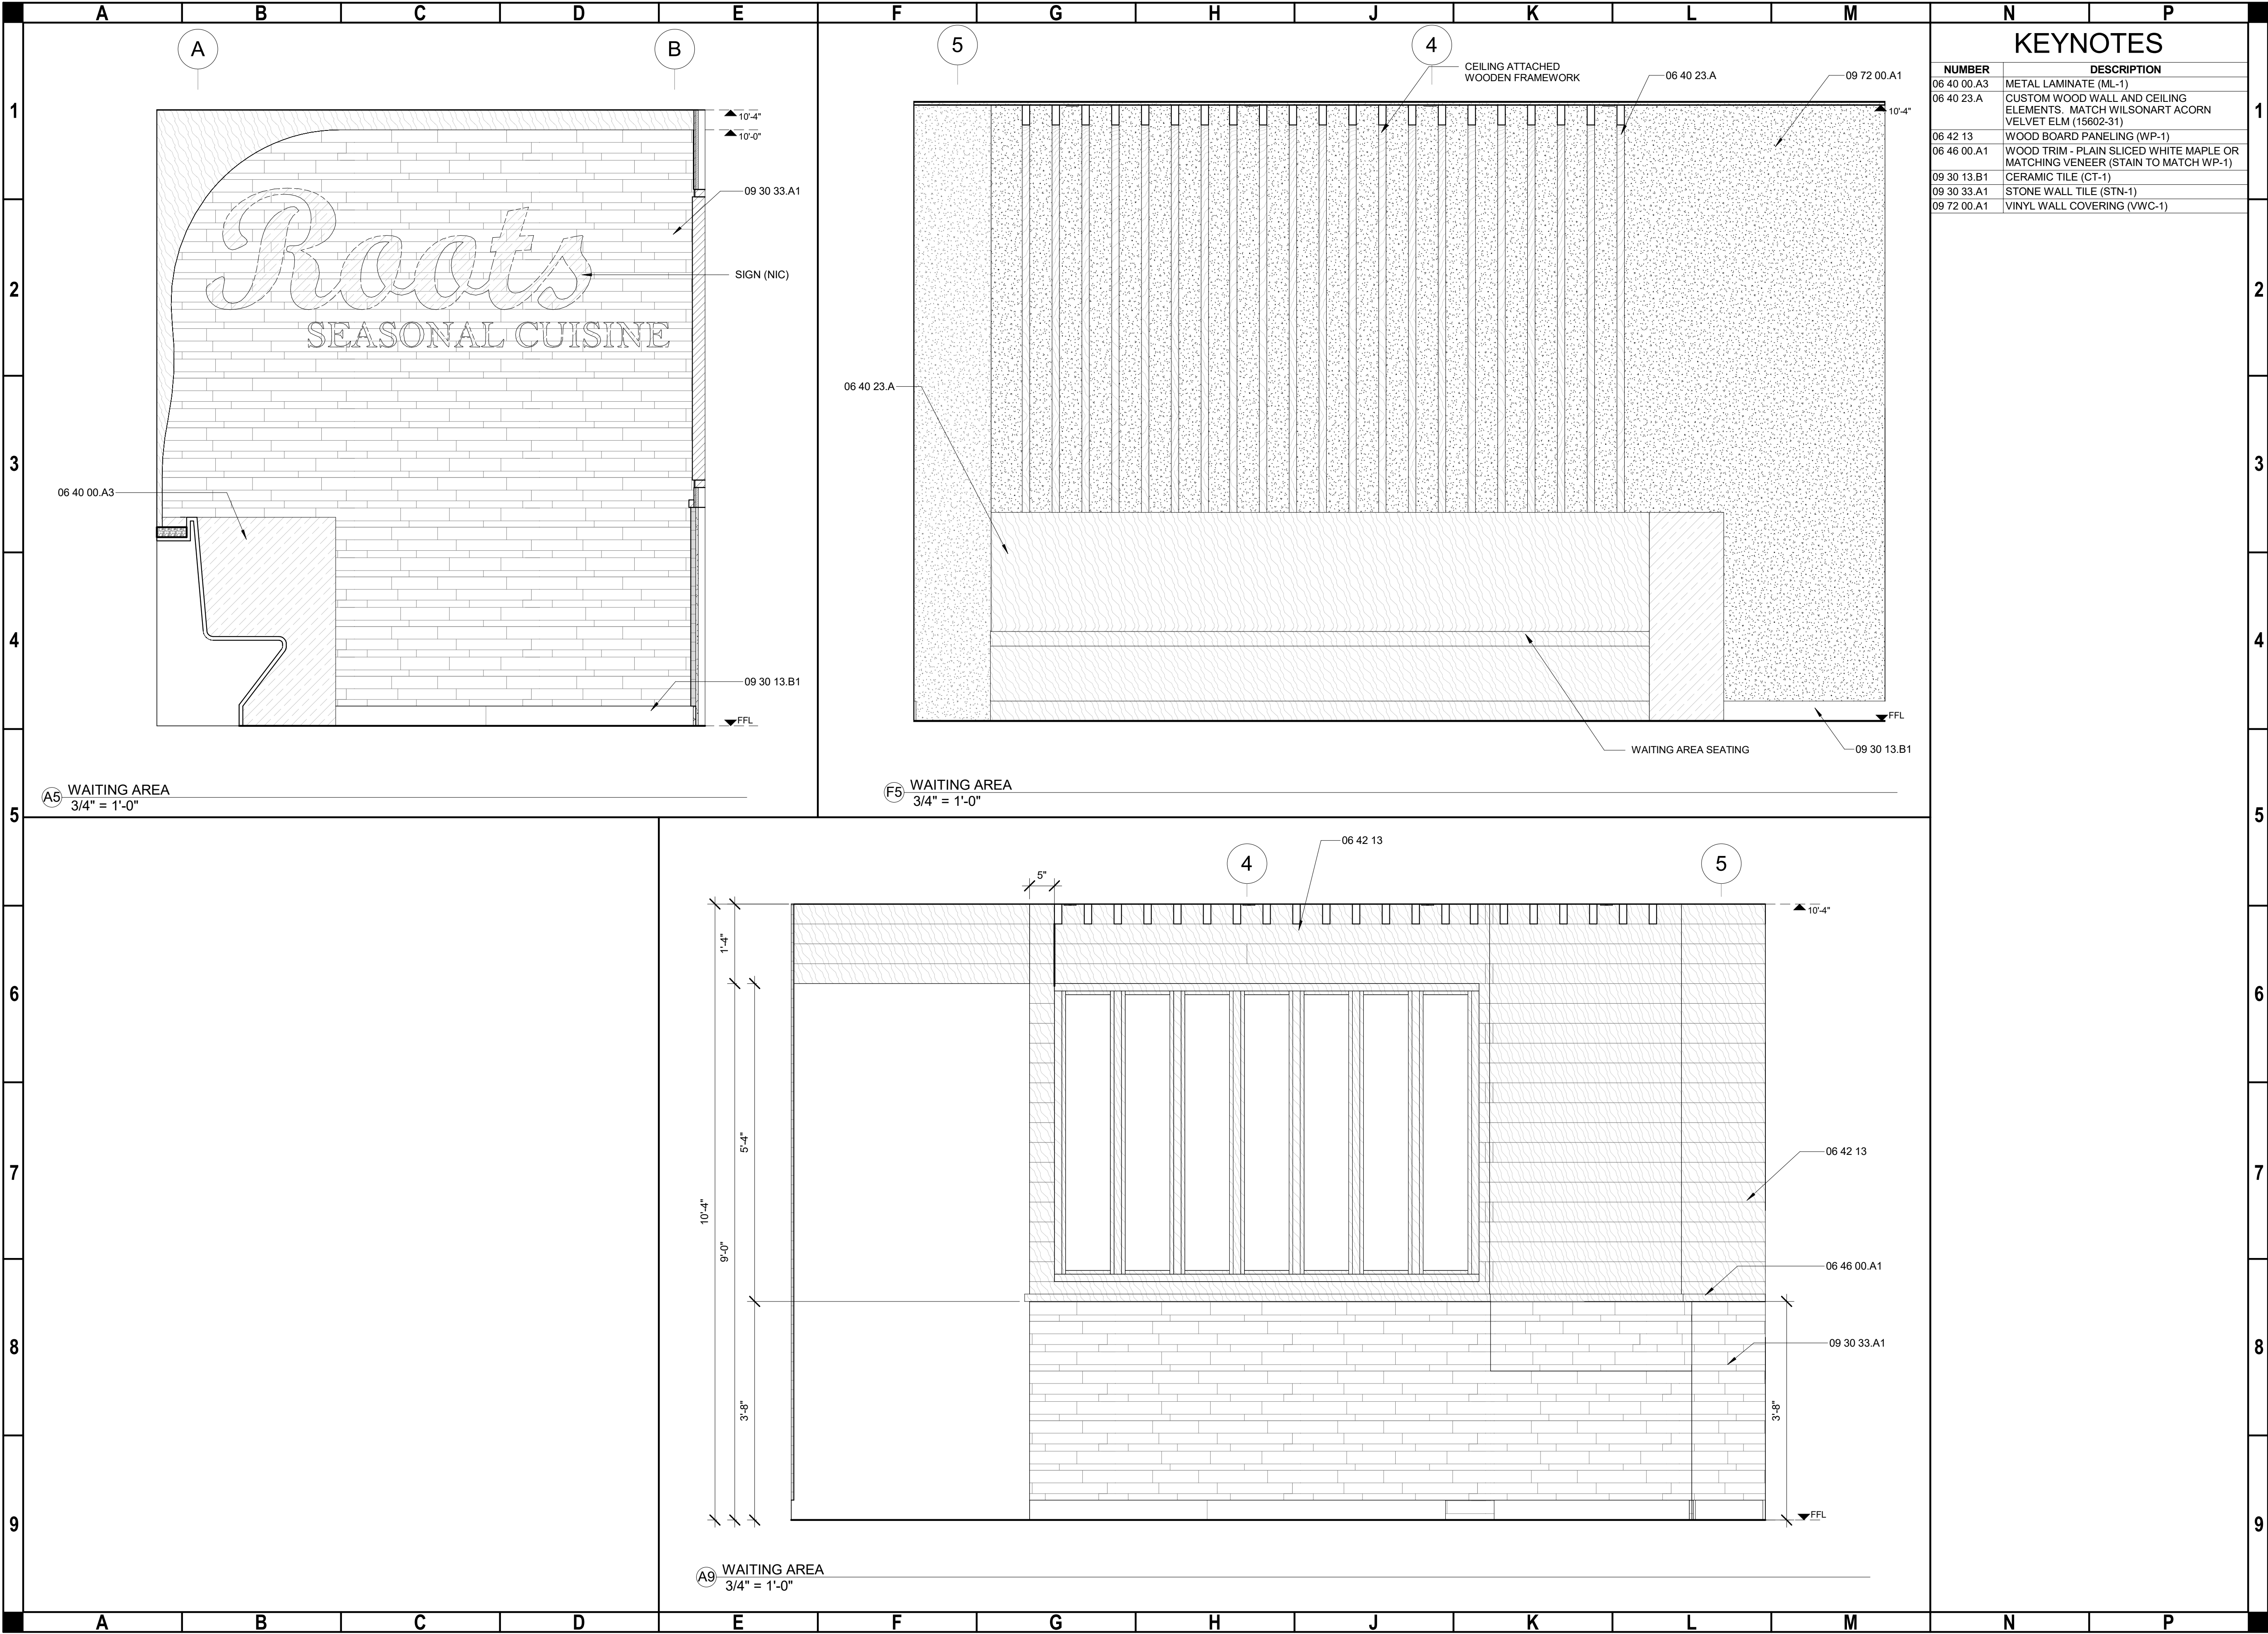 A B C D E F G H J K L M N P
1
2
3
4
5
6
7
8
9
A
B
10'-4"
10'-0"
09 30 33.A1
Roots
SIGN (NIC)
SEASONAL CUISINE
06 40 00.A3
09 30 13.B1
FFL
A5 WAITING AREA
3/4" = 1'-0"
5
4
CEILING ATTACHED
WOODEN FRAMEWORK
06 40 23.A
09 72 00.A1
10'-4"
06 40 23.A
FFL
WAITING AREA SEATING
09 30 13.B1
F5 WAITING AREA
3/4" = 1'-0"
06 42 13
4
5
5"
10'-4"
1'-4"
5'-4"
10'-4"
9'-0"
3'-8"
06 42 13
06 46 00.A1
09 30 33.A1
3'-8"
FFL
A9 WAITING AREA
3/4" = 1'-0"
KEYNOTES
NUMBER DESCRIPTION
06 40 00.A3 METAL LAMINATE (ML-1)
06 40 23.A CUSTOM WOOD WALL AND CEILING
ELEMENTS. MATCH WILSONART ACORN
VELVET ELM (15602-31)
06 42 13 WOOD BOARD PANELING (WP-1)
06 46 00.A1 WOOD TRIM - PLAIN SLICED WHITE MAPLE OR
MATCHING VENEER (STAIN TO MATCH WP-1)
09 30 13.B1 CERAMIC TILE (CT-1)
09 30 33.A1 STONE WALL TILE (STN-1)
09 72 00.A1 VINYL WALL COVERING (VWC-1)
1
2
3
4
5
6
7
8
9
A B C D E F G H J K L M N P